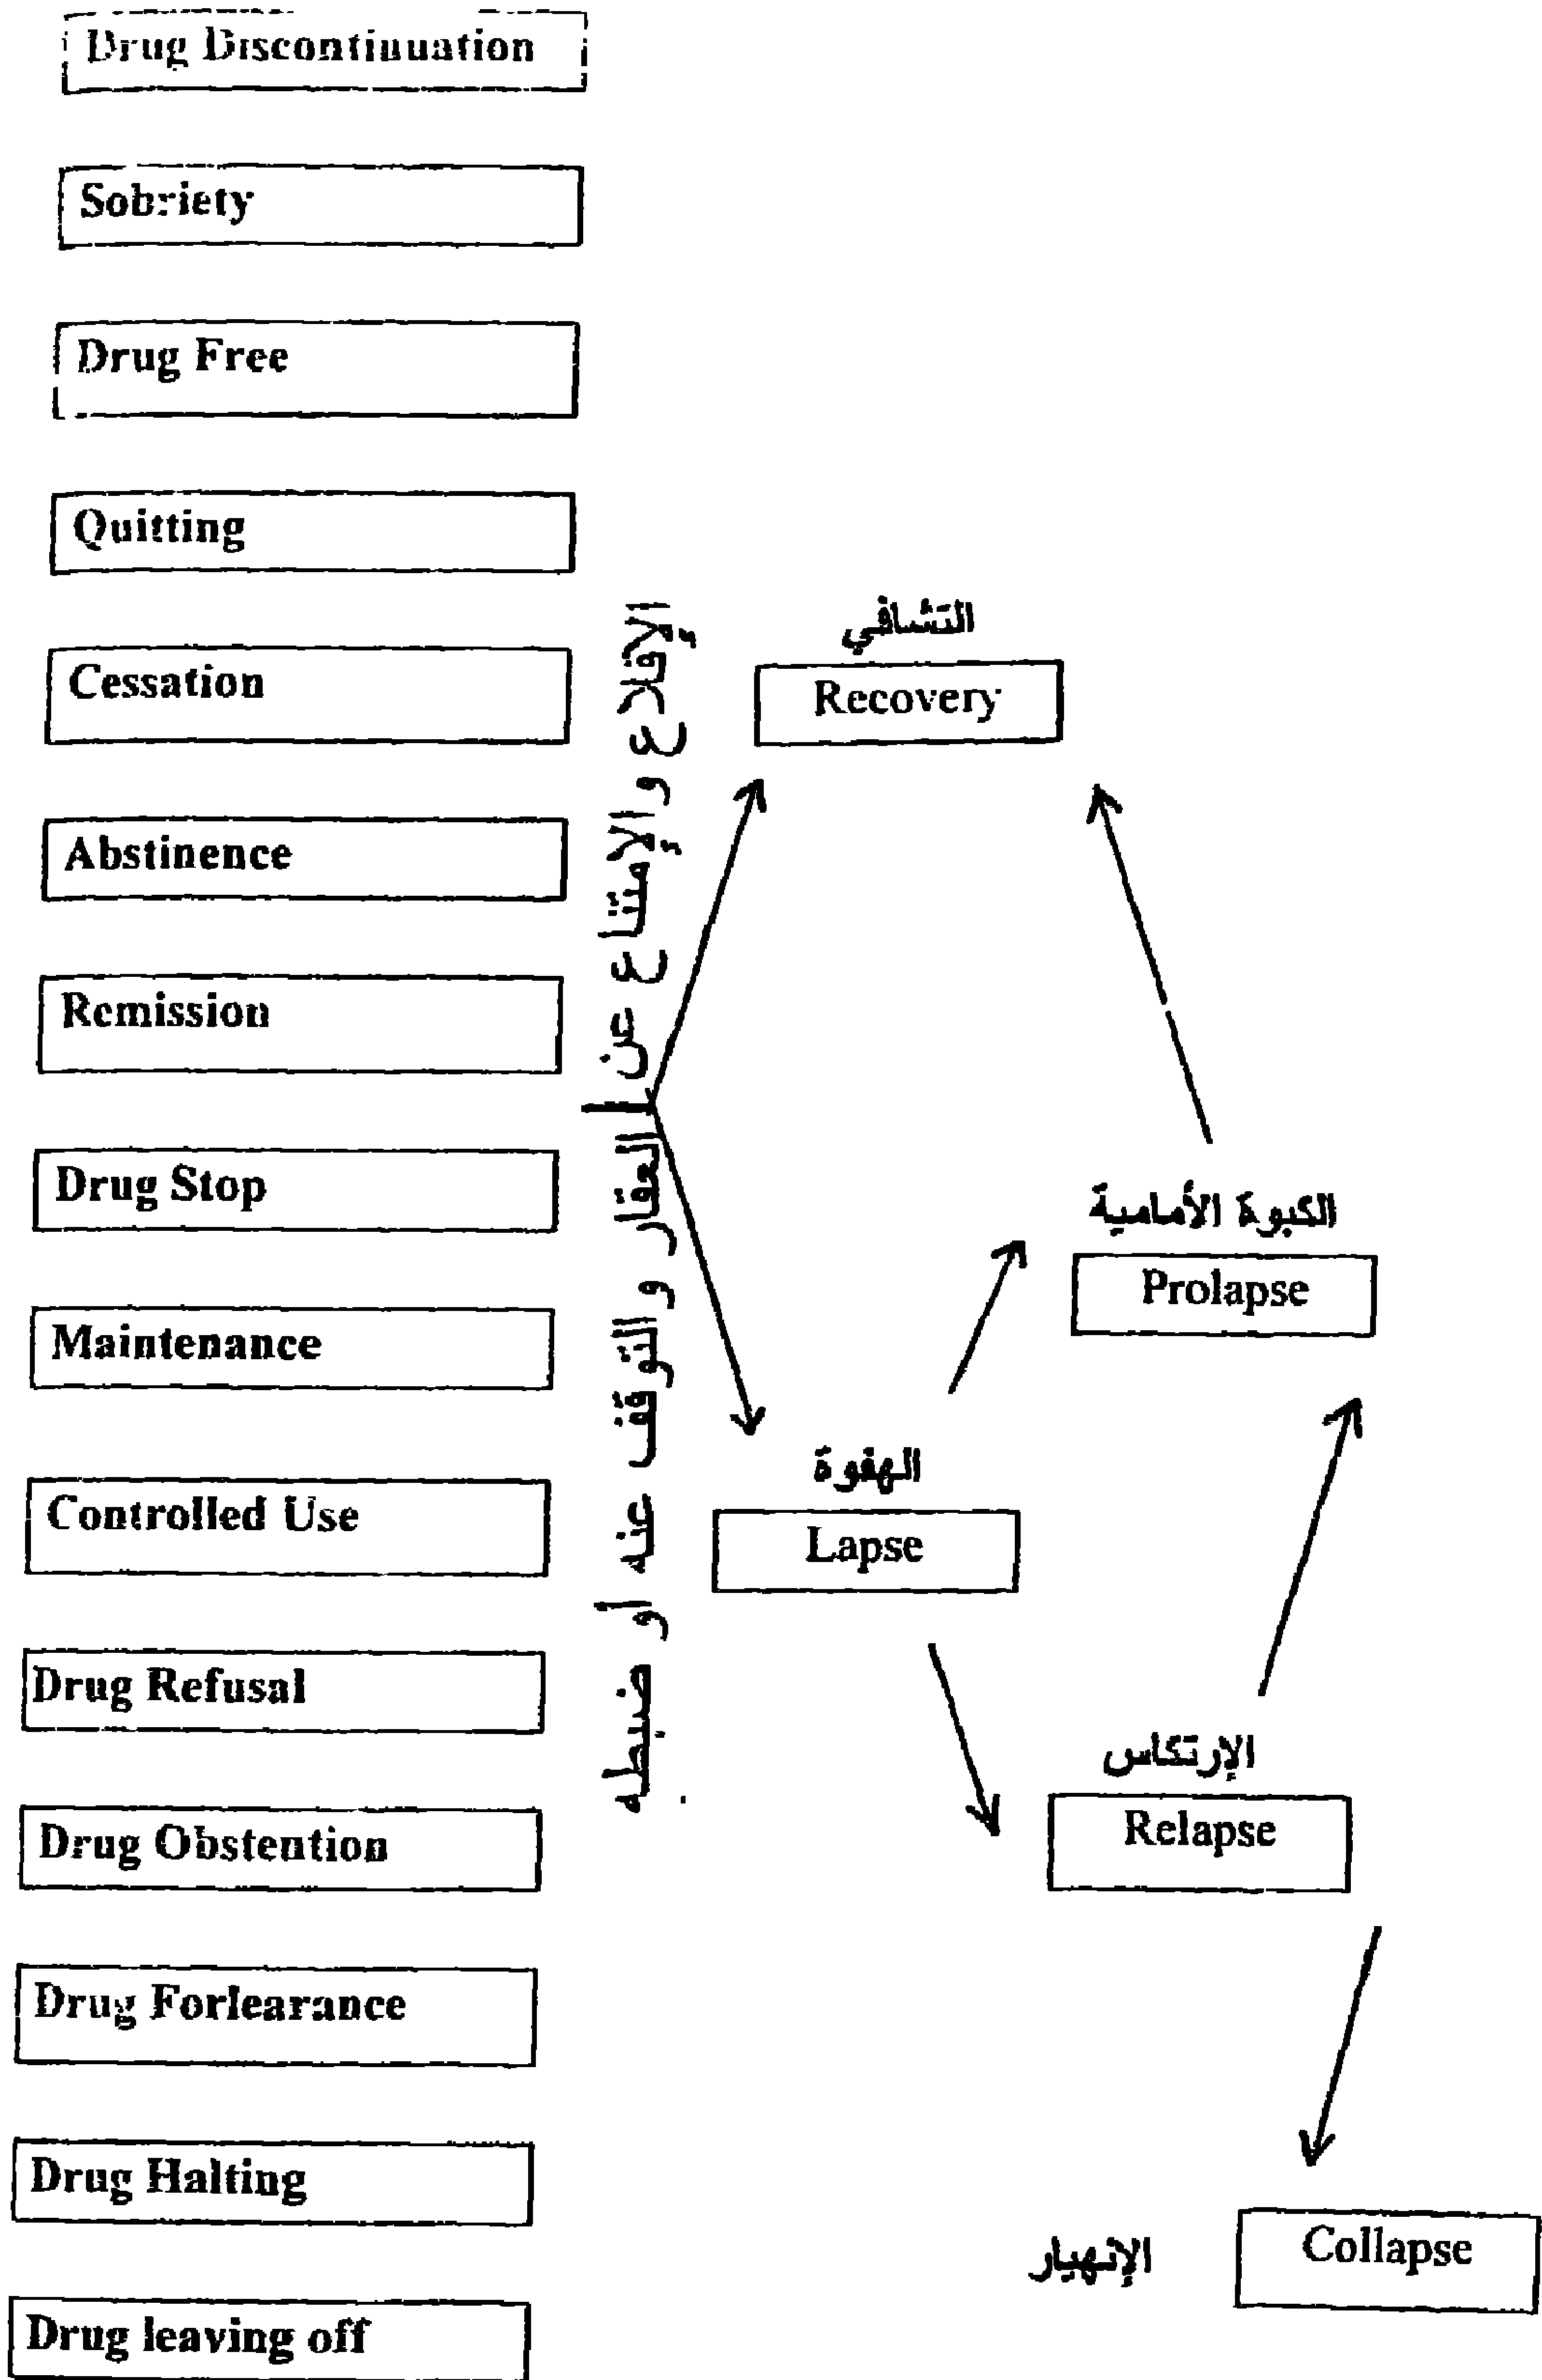 Drug Discontinuation
Sobriety
Drug Free
Quitting
Cessation
Abstinence
Remission
Drug Stop
Maintenance
Controlled Use
Drug Refusal
Drug Obstention
Drug Forlearance
Drug Halting
Drug leaving off
الإقلاع والإمتناع عن العقار والتوقف عنه أو ضبطه
التشافي
Recovery
الكبوة الأمامية
Prolapse
الهفوة
Lapse
الإرتكاس
Relapse
الإنهيار
Collapse